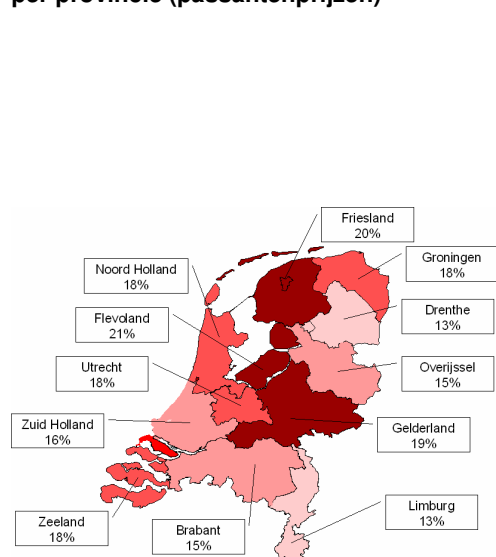 per provincie (passantenprijzen)
Friesland
20%
Groningen
18%
Noord Holland
18%
Drenthe
13%
Flevoland
21%
Utrecht
18%
Overijssel
15%
Zuid Holland
16%
Gelderland
19%
Limburg
13%
Zeeland
18%
Brabant
15%